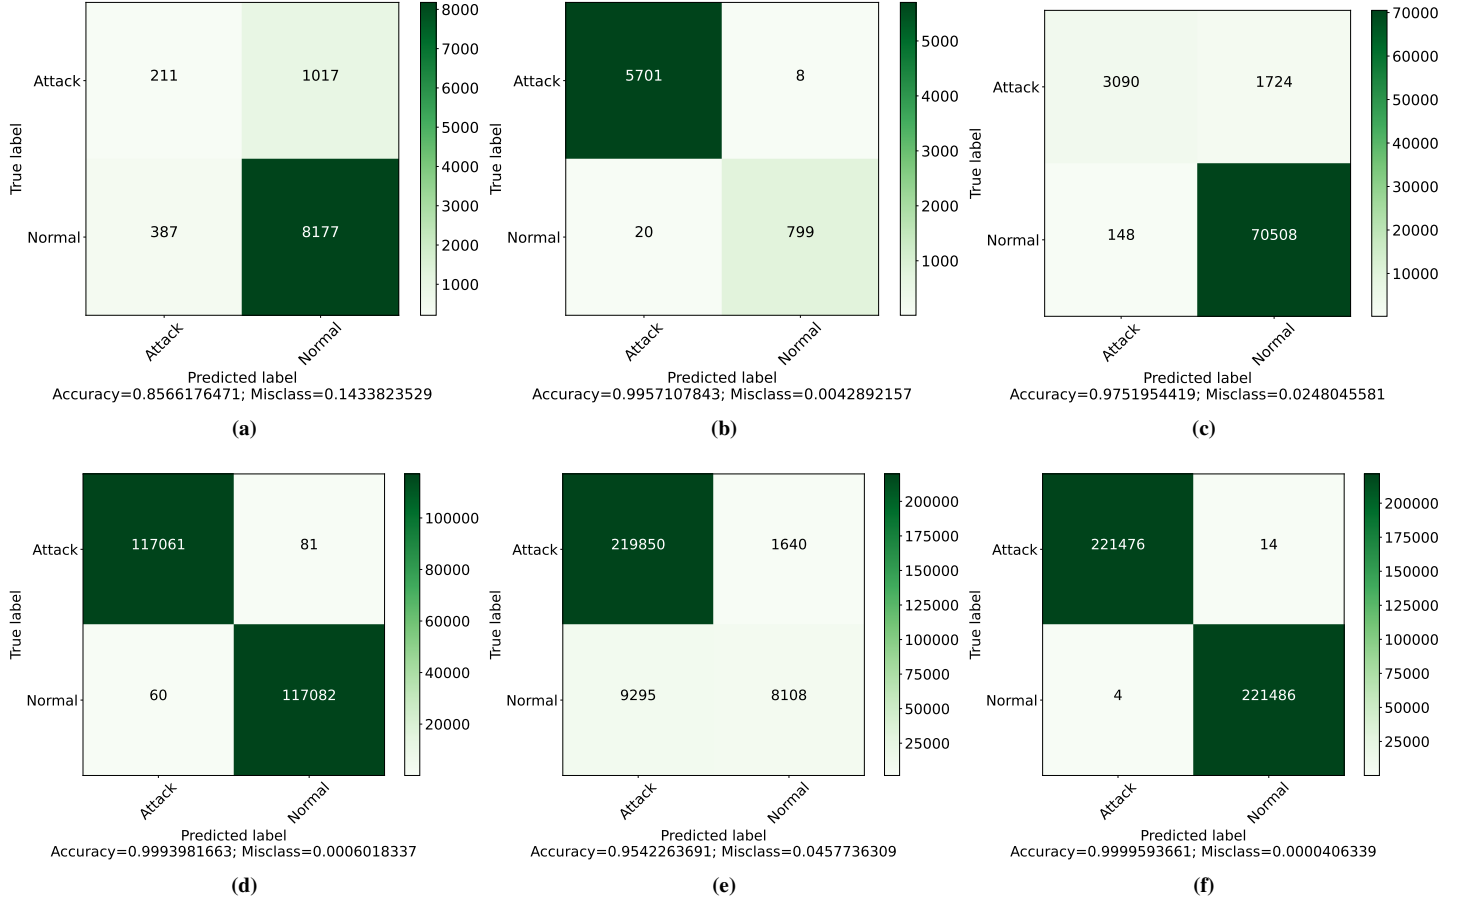 8000
7000
6000
5000
4000
3000
2000
1000
Attack
211
1017
Normal
387
8177
True label
Attack
Normal
Predicted label
Accuracy=0.8566176471; Misclass=0.1433823529
(a)
5000
4000
3000
2000
1000
Attack
5701
8
Normal
20
799
True label
Attack
Normal
Predicted label
Accuracy=0.9957107843; Misclass=0.0042892157
(b)
70000
60000
50000
40000
30000
20000
10000
Attack
3090
1724
Normal
148
70508
True label
Attack
Normal
Predicted label
Accuracy=0.9751954419; Misclass=0.0248045581
(c)
100000
80000
60000
40000
20000
Attack
117061
81
Normal
60
117082
True label
Attack
Normal
Predicted label
Accuracy=0.9993981663; Misclass=0.0006018337
(d)
200000
175000
150000
125000
100000
75000
50000
25000
Attack
219850
1640
Normal
9295
8108
True label
Attack
Normal
Predicted label
Accuracy=0.9542263691; Misclass=0.0457736309
(e)
200000
175000
150000
125000
100000
75000
50000
25000
Attack
221476
14
Normal
4
221486
True label
Attack
Normal
Predicted label
Accuracy=0.9999593661; Misclass=0.0000406339
(f)